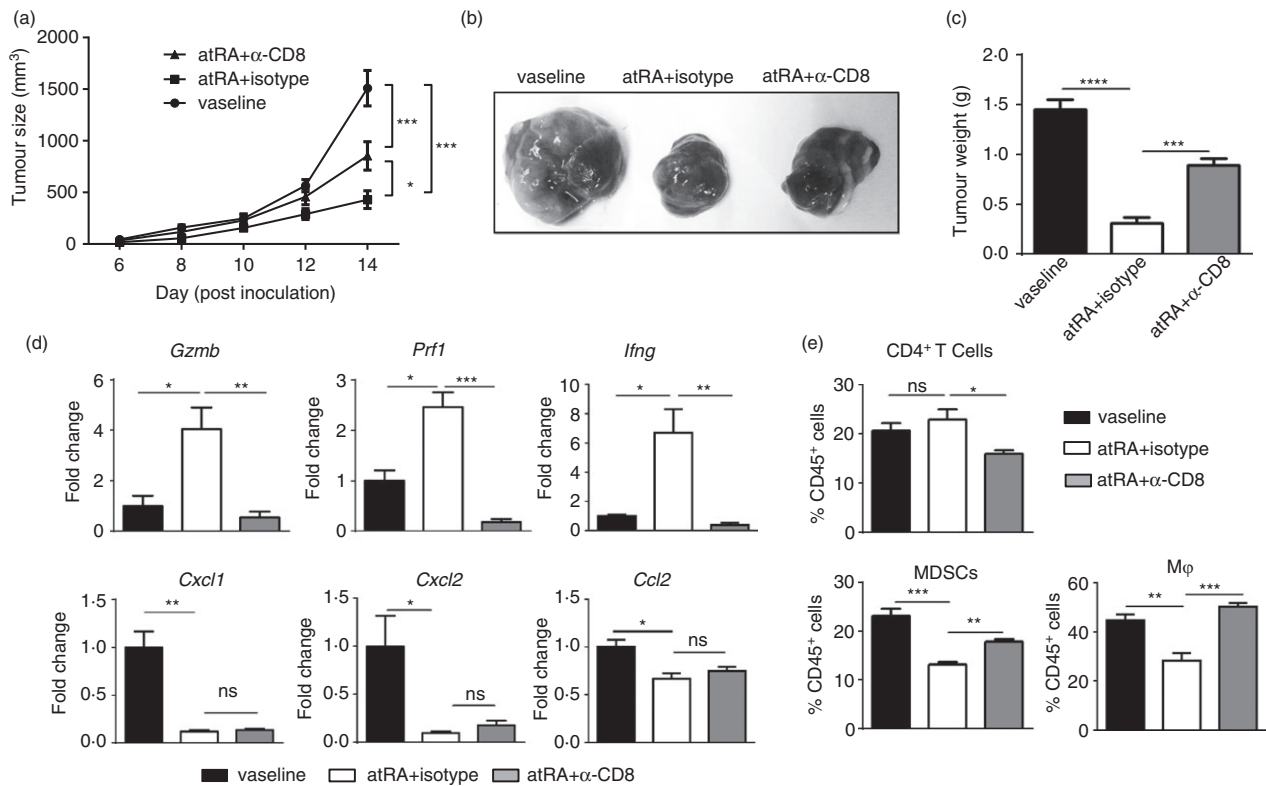 (a)
Tumour size (mm³)
2000
1500
1000
500
0
6 8 10 12 14
Day (post inoculation)
atRA+α-CD8
atRA+isotype
vaseline
***
*
***
(b)
vaseline atRA+isotype atRA+α-CD8
(c)
Tumour weight (g)
2·0
1·5
1·0
0·5
0·0
****
***
vaseline
atRA+isotype
atRA+α-CD8
(d)
Gzmb
Fold change
6
4
2
0
* **
Prf1
Fold change
3
2
1
0
* ***
Ifng
Fold change
10
8
6
4
2
0
* **
Cxcl1
Fold change
1·5
1·0
0·5
0·0
**
ns
Cxcl2
Fold change
1·5
1·0
0·5
0·0
*
ns
Ccl2
Fold change
1·5
1·0
0·5
0·0
*
ns
vaseline atRA+isotype atRA+α-CD8
(e)
CD4⁺ T Cells
% CD45⁺ cells
30
20
10
0
ns *
vaseline
atRA+isotype
atRA+α-CD8
MDSCs
% CD45⁺ cells
30
20
10
0
***
**
Mφ
% CD45⁺ cells
60
40
20
0
** ***